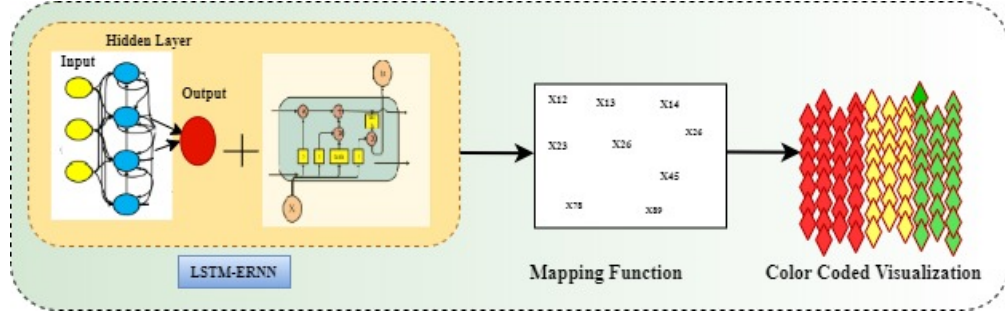 Hidden Layer
Input
Output
LSTM-ERNN
X12
X13
X14
X26
X23
X26
X45
X78
X89
Mapping Function
Color Coded Visualization